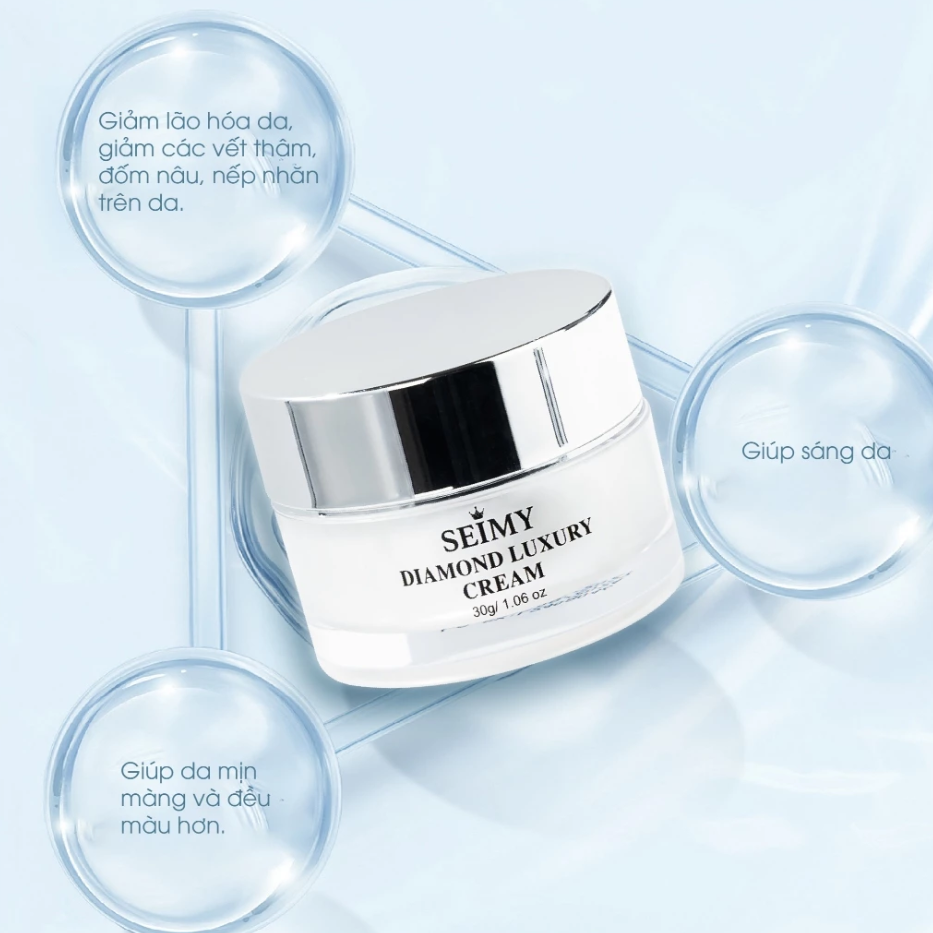 Giảm lão hóa da,
giảm các vết thâm,
đốm nâu, nếp nhăn
trên da.
Giúp sáng da
SEIMY
DIAMOND LUXURY
CREAM
30g/ 1.06 oz
Giúp da mịn
màng và đều
màu hơn.